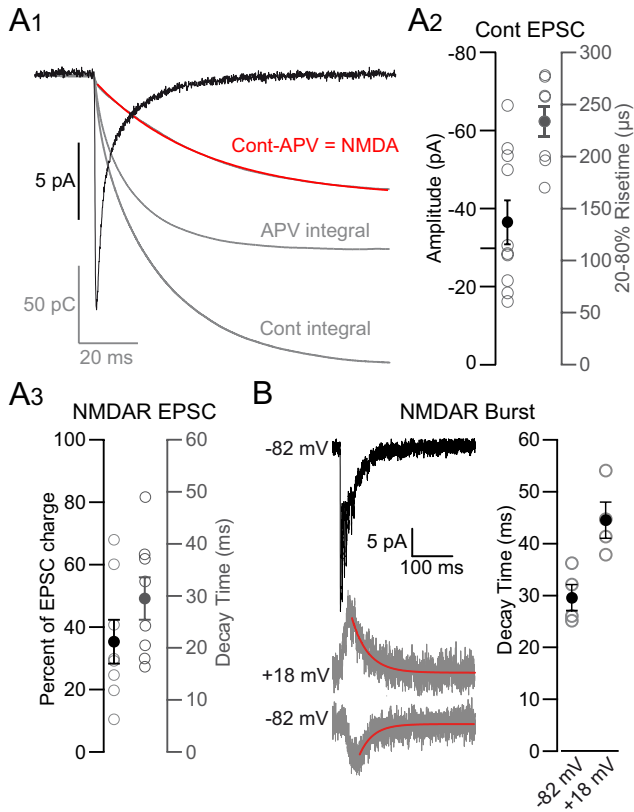 A1
Cont-APV = NMDA
5 pA
APV integral
50 pC
Cont integral
20 ms
A2
Cont EPSC
-80
-60
-40
-20
0
Amplitude (pA)
300
250
200
150
100
50
0
20-80% Risetime (µs)
A3
NMDAR EPSC
100
80
60
40
20
0
Percent of EPSC charge
60
50
40
30
20
10
0
Decay Time (ms)
B
NMDAR Burst
-82 mV
5 pA
100 ms
+18 mV
-82 mV
60
50
40
30
20
10
0
Decay Time (ms)
-82 mV
+18 mV